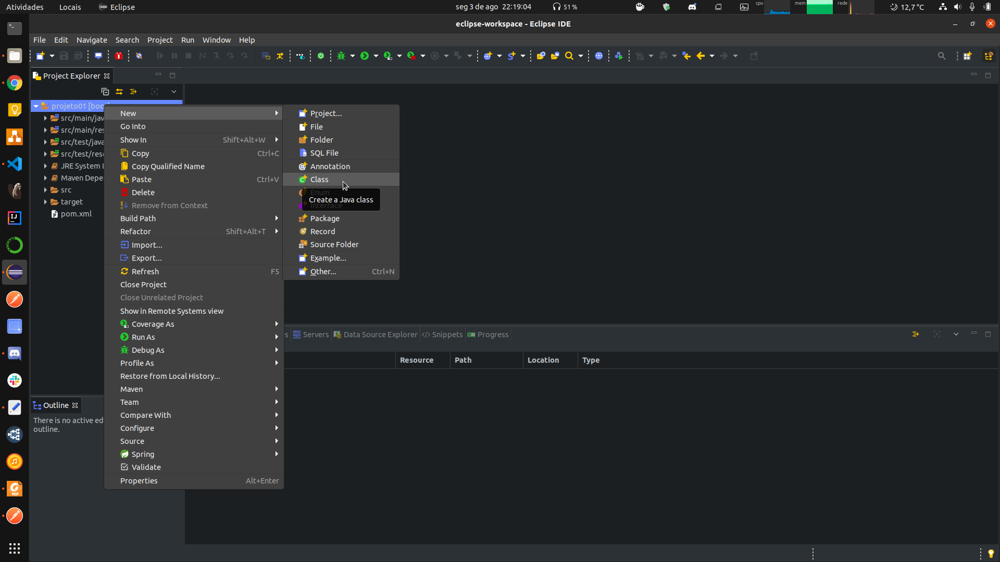 Atividades
Locais
Eclipse
seg 3 de ago 22:19:04
51 %
cpu
mem
rede
12,7 °C
eclipse-workspace - Eclipse IDE
File
Edit
Navigate
Search
Project
Run
Window
Help
Project Explorer
projeto01 [boo
src/main/jav
src/main/res
src/test/java
src/test/res
JRE System L
Maven Depe
src
target
pom.xml
New
Go Into
Show In Shift+Alt+W
Copy Ctrl+C
Copy Qualified Name
Paste Ctrl+V
Delete
Remove from Context
Build Path
Refactor Shift+Alt+T
Import...
Export...
Refresh F5
Close Project
Close Unrelated Project
Show in Remote Systems view
Coverage As
Run As
Debug As
Profile As
Restore from Local History...
Maven
Team
Compare With
Configure
Source
Spring
Validate
Properties Alt+Enter
Project...
File
Folder
SQL File
Annotation
Class
Enum
Create a Java class
Interface
Package
Record
Source Folder
Example...
Other... Ctrl+N
s
Servers
Data Source Explorer
Snippets
Progress
Resource
Path
Location
Type
Outline
There is no active ed
outline.
PDF